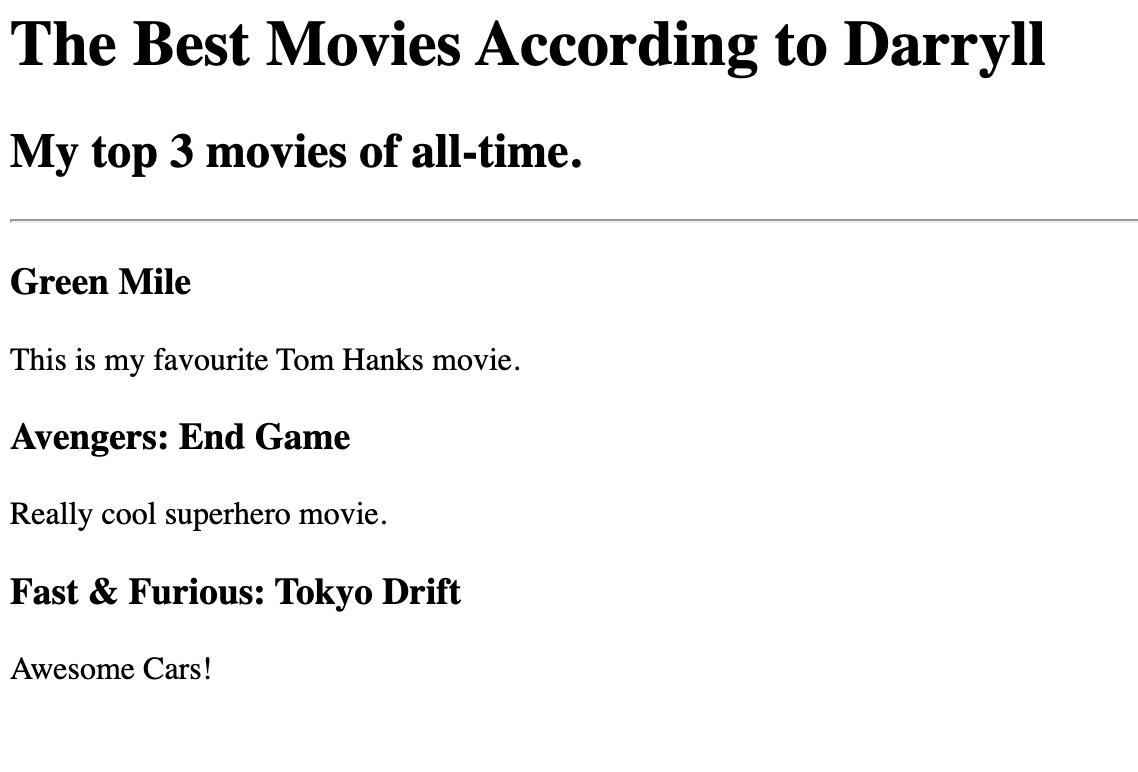 The Best Movies According to Darryll
My top 3 movies of all-time.
Green Mile
This is my favourite Tom Hanks movie.
Avengers: End Game
Really cool superhero movie.
Fast & Furious: Tokyo Drift
Awesome Cars!